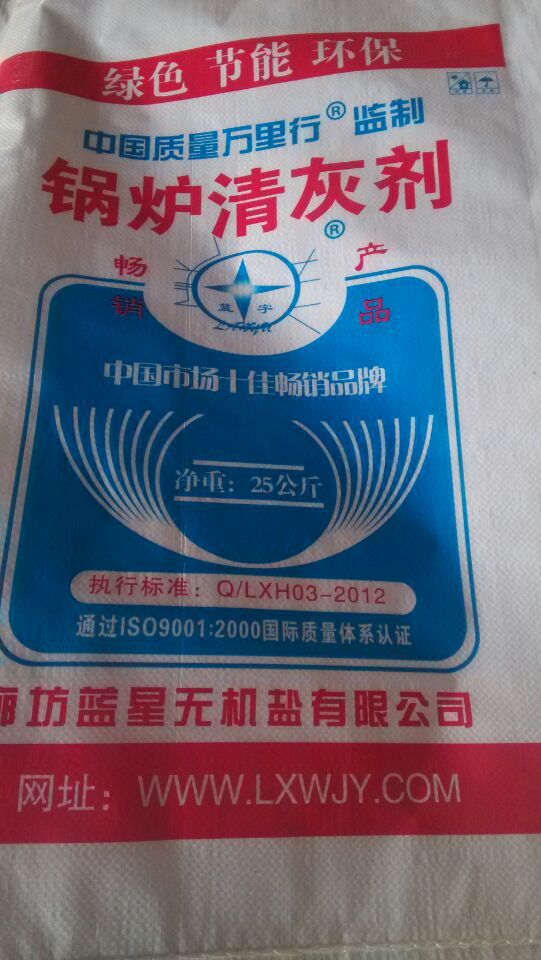 绿色 节能 环保
中国质量万里行® 监制
锅炉清灰剂
®
畅销 产品
蓝宇
中国市场十佳畅销品牌
净重：25公斤
执行标准：Q/LXH03-2012
通过ISO9001:2000国际质量体系认证
廊坊蓝星无机盐有限公司
网址：WWW.LXWJY.COM